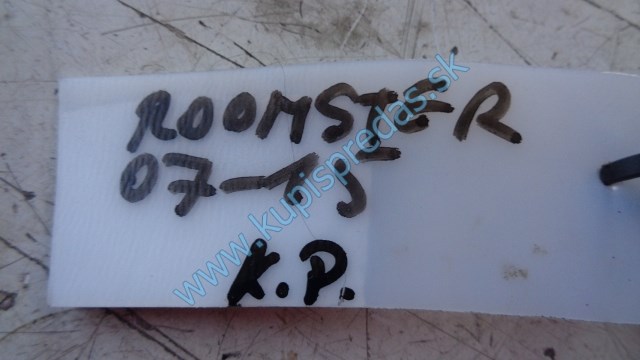 ROOMSTER
07-15
K.P.
www.kupispredas.sk